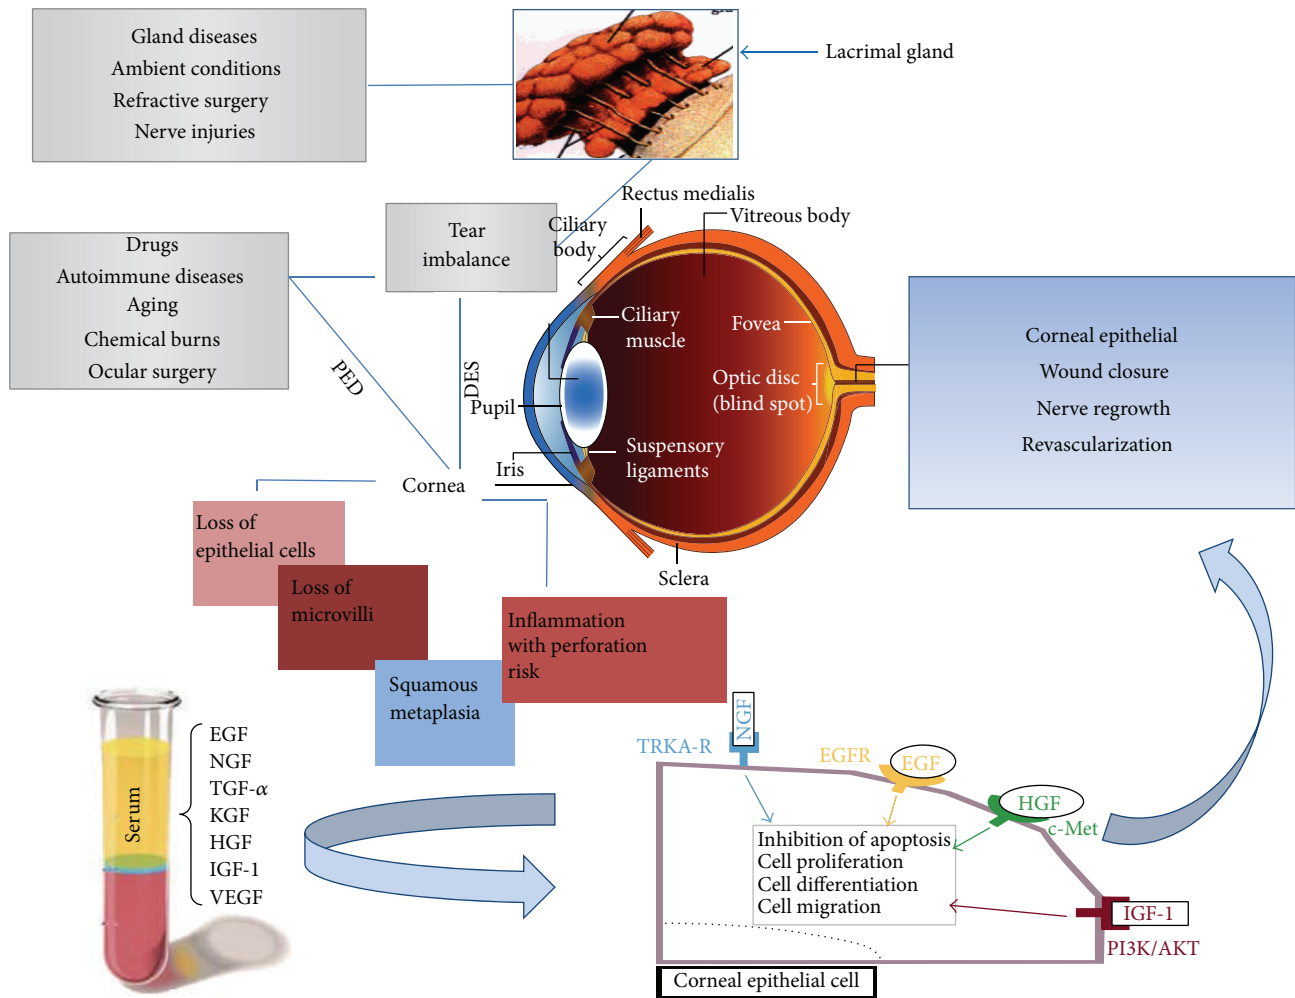 Gland diseases
Ambient conditions
Refractive surgery
Nerve injuries
Lacrimal gland
Drugs
Autoimmune diseases
Aging
Chemical burns
Ocular surgery
Tear
imbalance
PED
DES
Rectus medialis
Ciliary
body
Vitreous body
Ciliary
muscle
Fovea
Optic disc
(blind spot)
Pupil
Suspensory
ligaments
Iris
Sclera
Cornea
Corneal epithelial
Wound closure
Nerve regrowth
Revascularization
Loss of
epithelial cells
Loss of
microvilli
Squamous
metaplasia
Inflammation
with perforation
risk
Serum
EGF
NGF
TGF-α
KGF
HGF
IGF-1
VEGF
TRKA-R
NGF
EGFR
EGF
HGF
c-Met
Inhibition of apoptosis
Cell proliferation
Cell differentiation
Cell migration
IGF-1
PI3K/AKT
Corneal epithelial cell